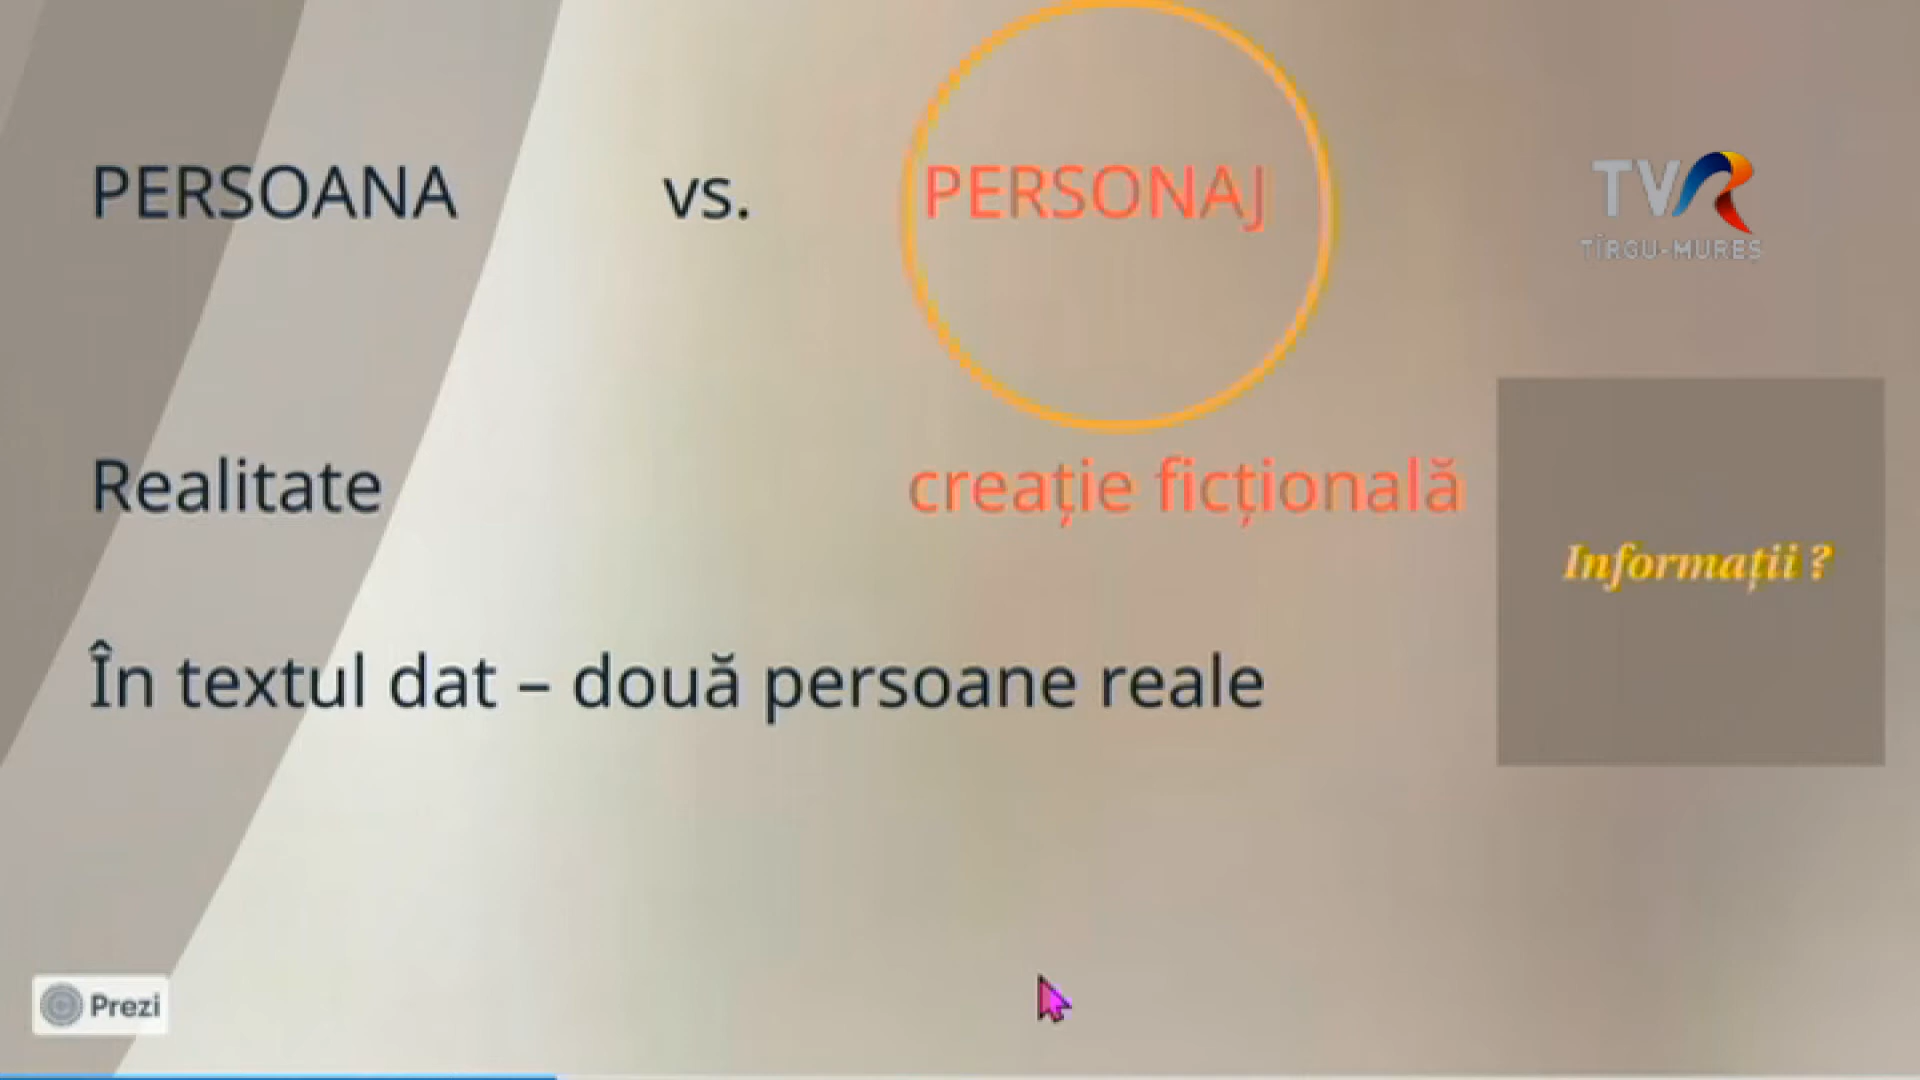 PERSOANA vs. PERSONAJ
TVR
TÎRGU-MUREȘ
Realitate creație ficțională
Informații ?
În textul dat – două persoane reale
Prezi